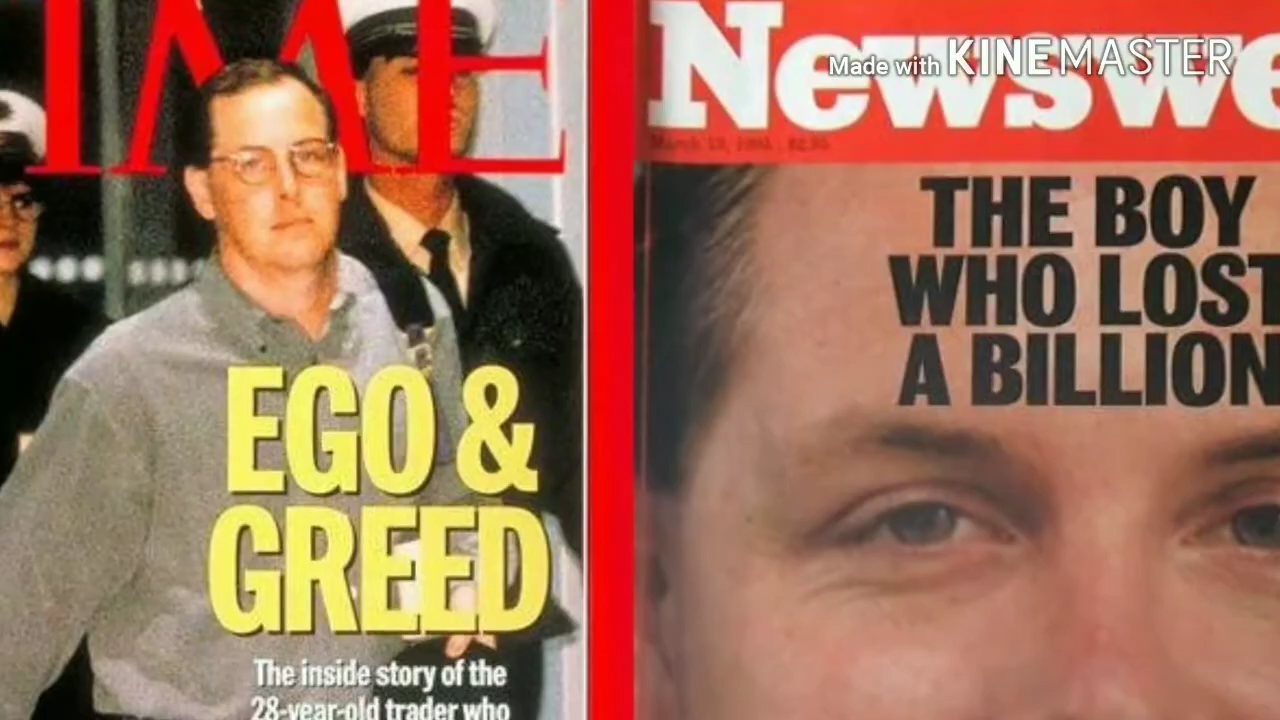 TIME
EGO &
GREED
The inside story of the
28-year-old trader who
Newswe
Made with KINEMASTER
THE BOY
WHO LOST
A BILLION